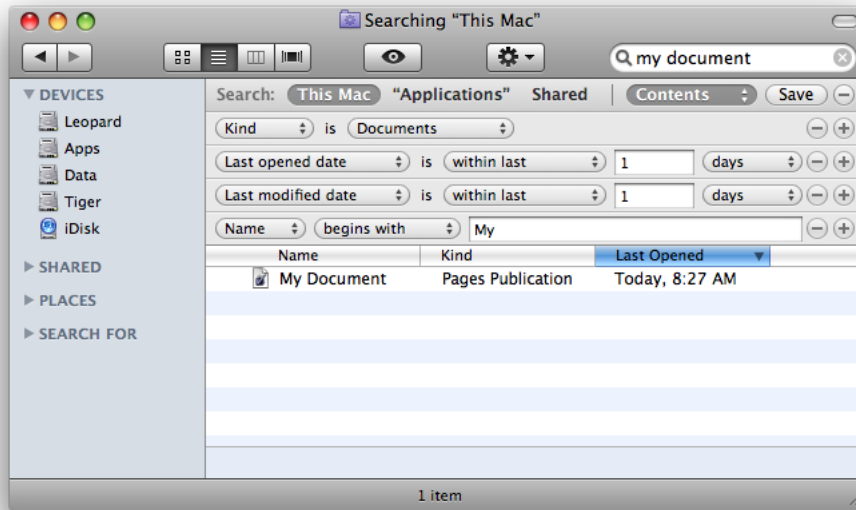 Searching "This Mac"
my document
DEVICES
Leopard
Apps
Data
Tiger
iDisk
SHARED
PLACES
SEARCH FOR
Search: This Mac "Applications" Shared Contents Save
Kind is Documents
Last opened date is within last 1 days
Last modified date is within last 1 days
Name begins with My
Name Kind Last Opened
My Document Pages Publication Today, 8:27 AM
1 item